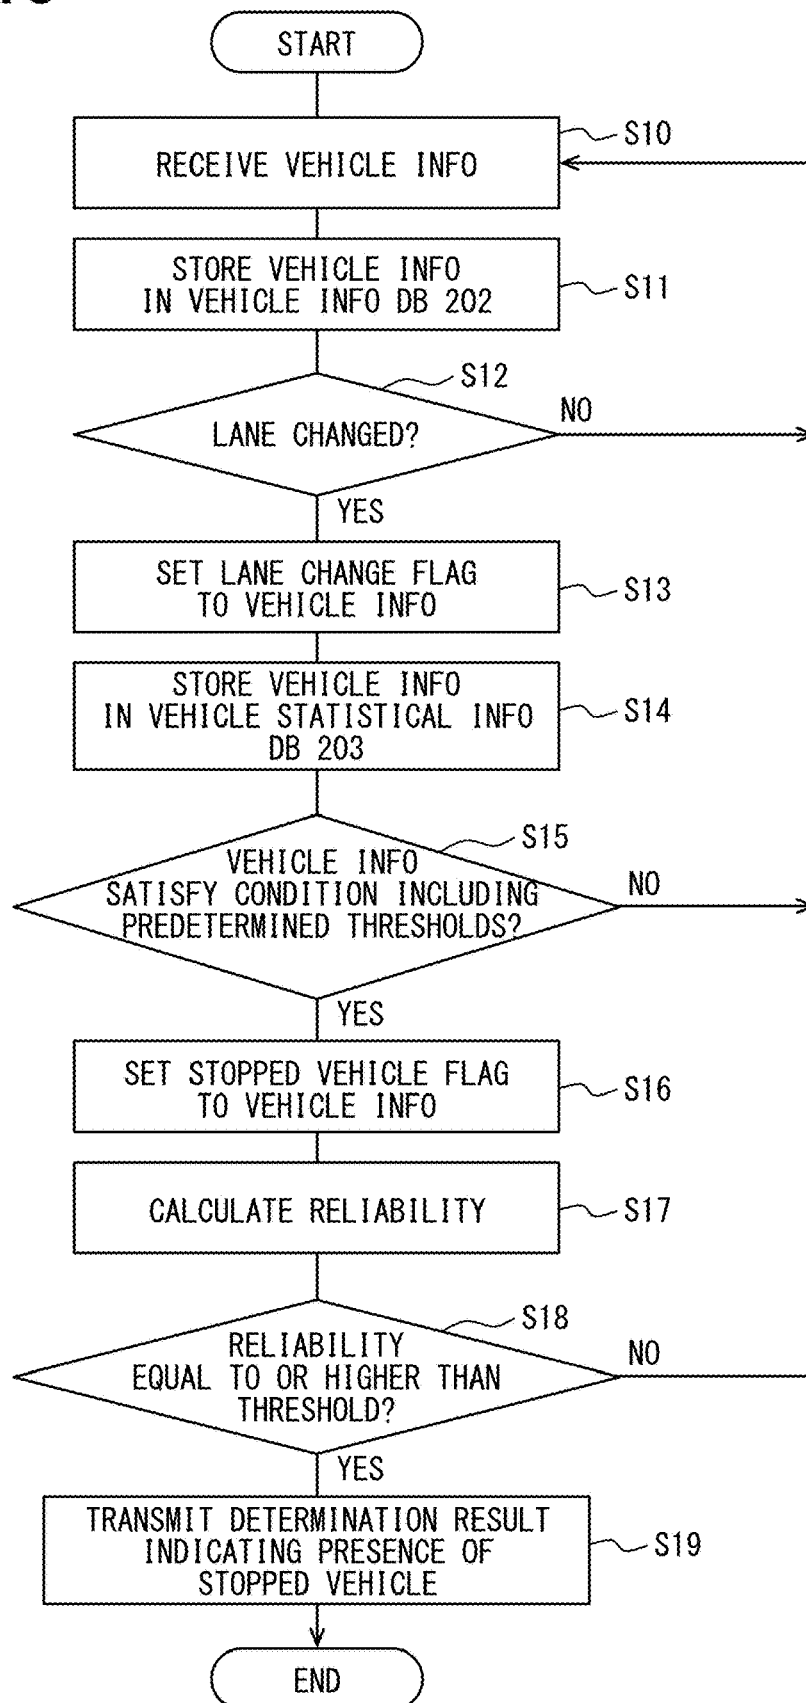 START
S10
RECEIVE VEHICLE INFO
STORE VEHICLE INFO
IN VEHICLE INFO DB 202
S11
S12
LANE CHANGED?
NO
YES
SET LANE CHANGE FLAG
TO VEHICLE INFO
S13
STORE VEHICLE INFO
IN VEHICLE STATISTICAL INFO
DB 203
S14
S15
VEHICLE INFO
SATISFY CONDITION INCLUDING
PREDETERMINED THRESHOLDS?
NO
YES
SET STOPPED VEHICLE FLAG
TO VEHICLE INFO
S16
CALCULATE RELIABILITY
S17
S18
RELIABILITY
EQUAL TO OR HIGHER THAN
THRESHOLD?
NO
YES
TRANSMIT DETERMINATION RESULT
INDICATING PRESENCE OF
STOPPED VEHICLE
S19
END